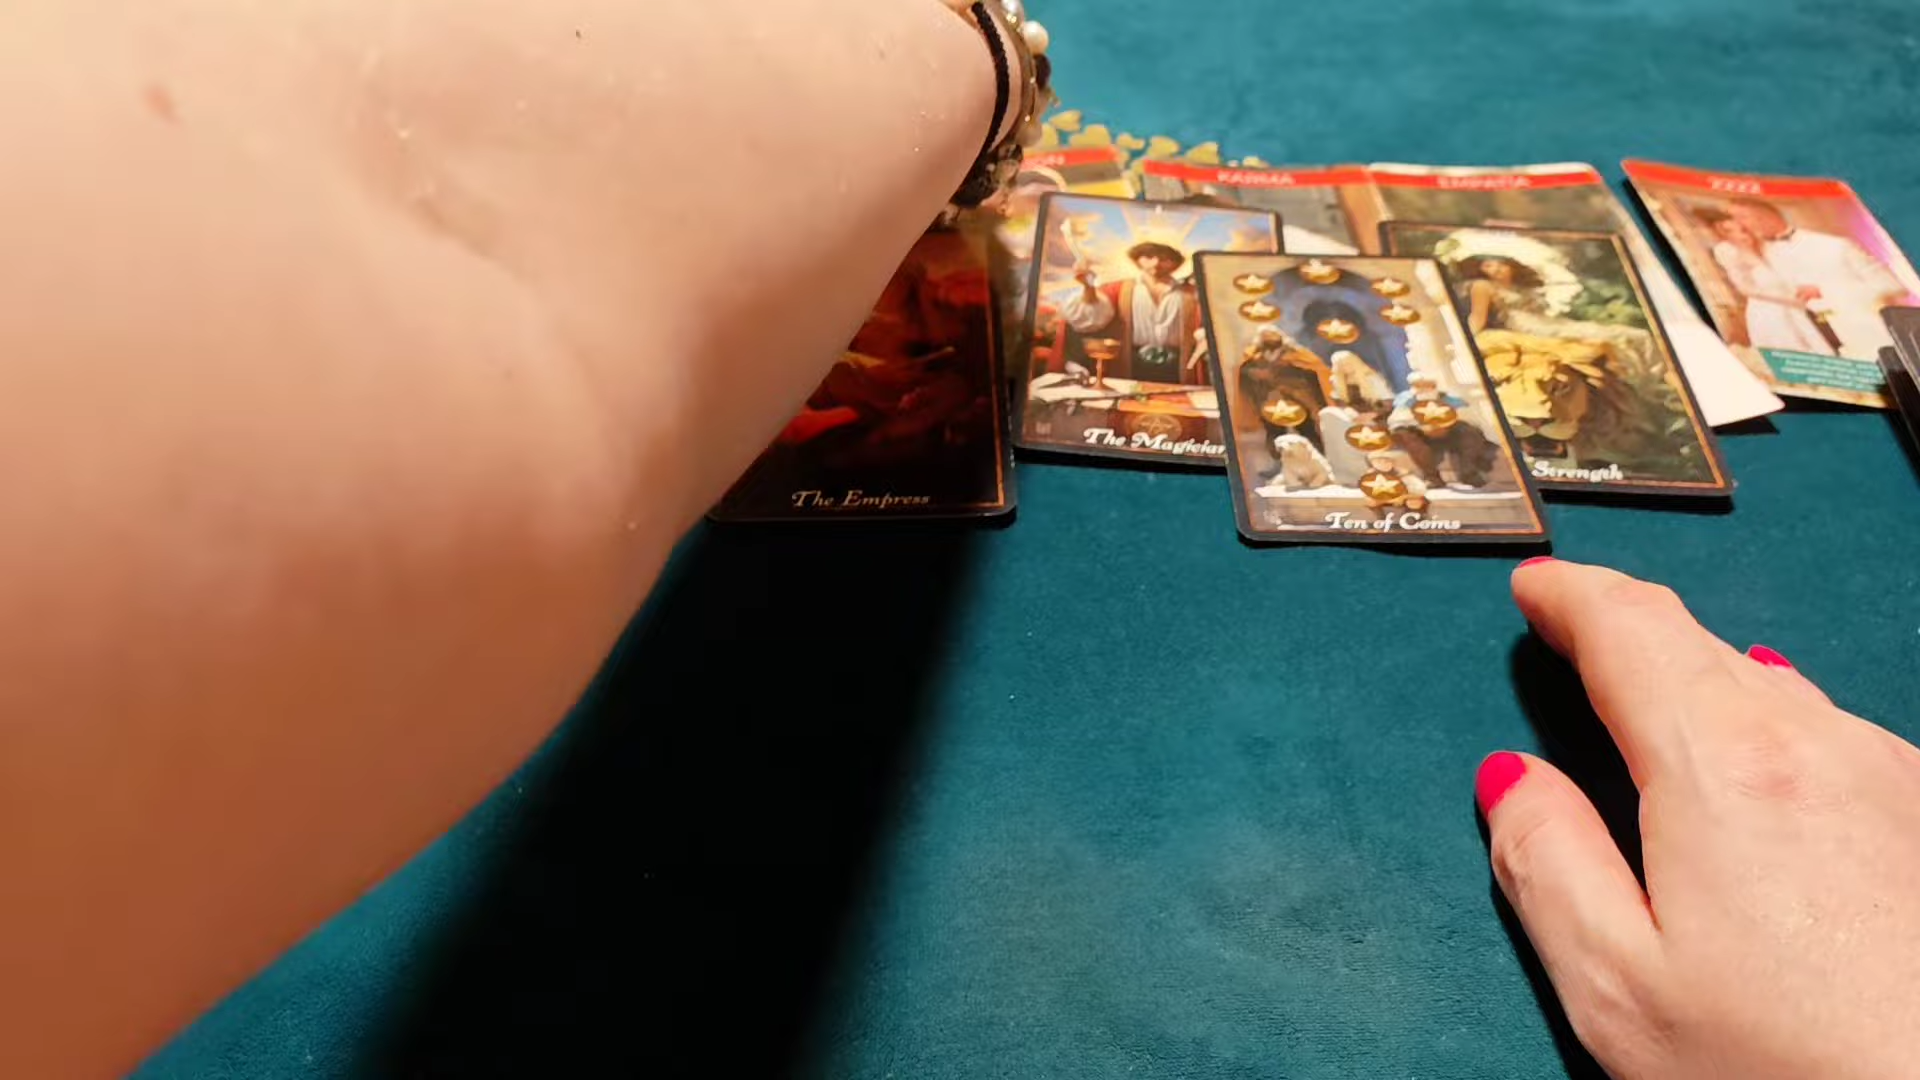 KARMA
EMPATIA
The Magician
Strength
The Empress
Ten of Coins